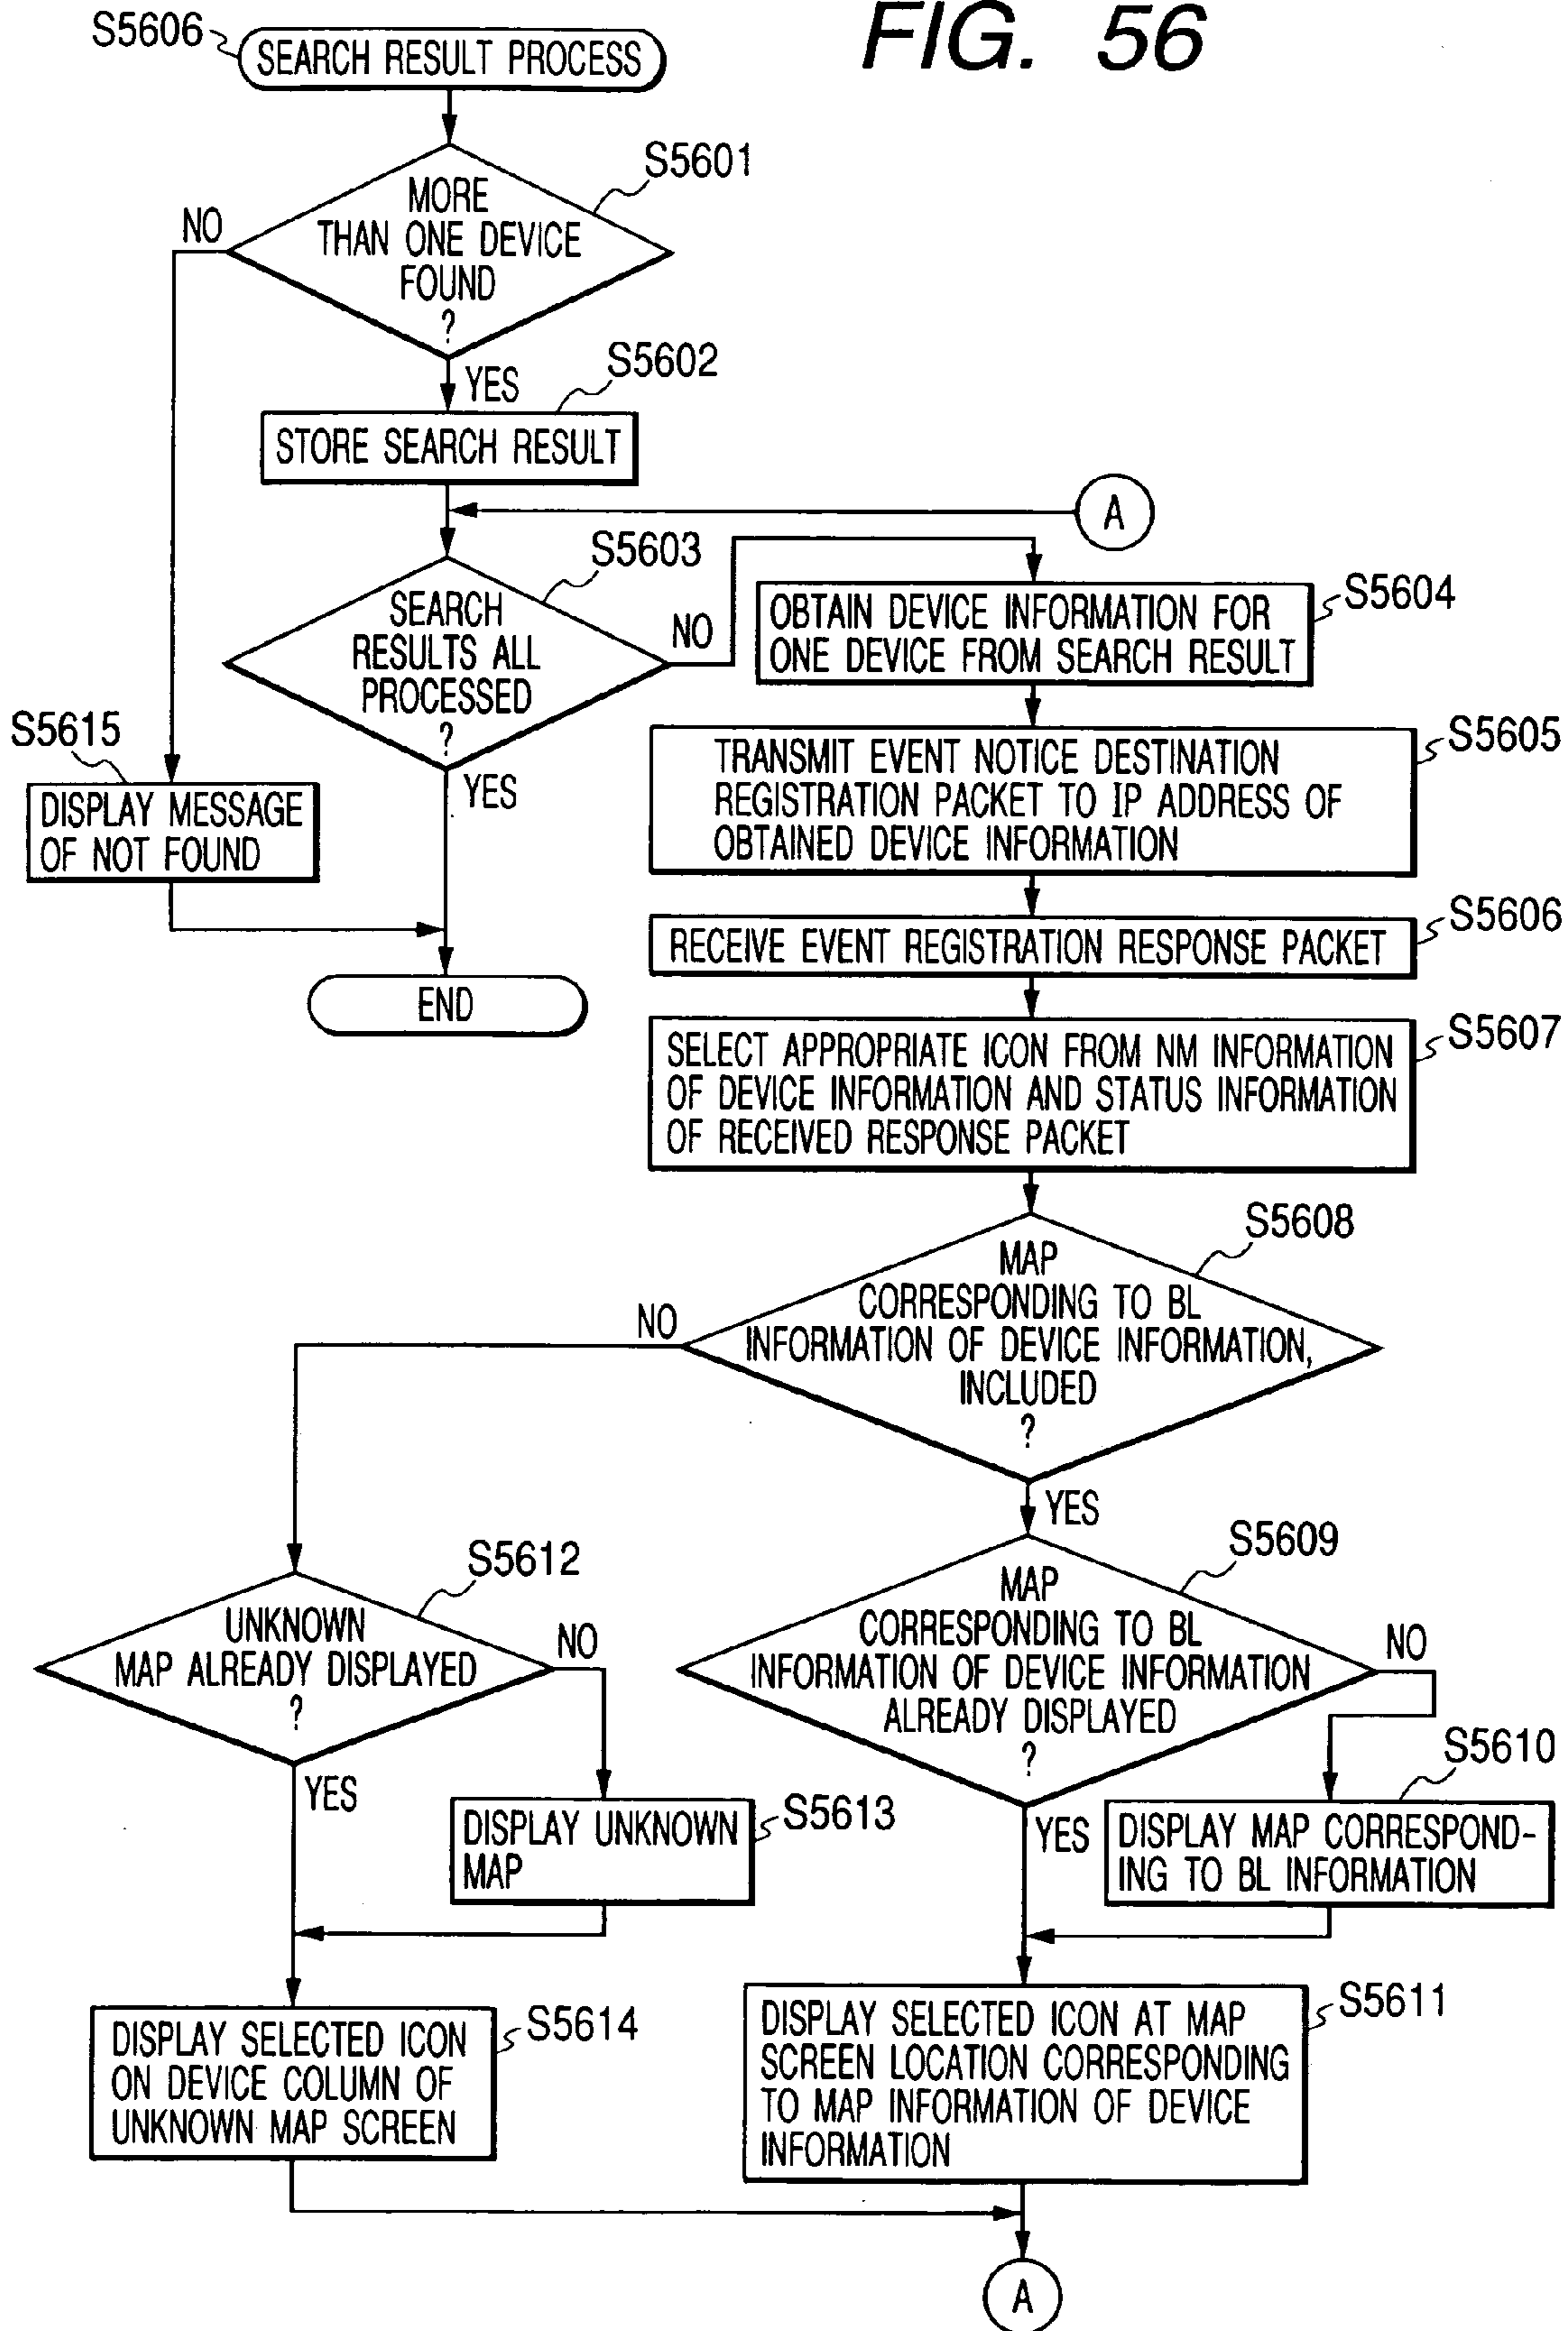 FIG. 56
S5606
SEARCH RESULT PROCESS
S5601
MORE
THAN ONE DEVICE
FOUND
?
NO
YES
S5602
STORE SEARCH RESULT
A
S5603
SEARCH
RESULTS ALL
PROCESSED
?
NO
YES
S5604
OBTAIN DEVICE INFORMATION FOR
ONE DEVICE FROM SEARCH RESULT
S5615
DISPLAY MESSAGE
OF NOT FOUND
END
S5605
TRANSMIT EVENT NOTICE DESTINATION
REGISTRATION PACKET TO IP ADDRESS OF
OBTAINED DEVICE INFORMATION
S5606
RECEIVE EVENT REGISTRATION RESPONSE PACKET
S5607
SELECT APPROPRIATE ICON FROM NM INFORMATION
OF DEVICE INFORMATION AND STATUS INFORMATION
OF RECEIVED RESPONSE PACKET
S5608
MAP
CORRESPONDING TO BL
INFORMATION OF DEVICE INFORMATION,
INCLUDED
?
NO
YES
S5612
UNKNOWN
MAP ALREADY DISPLAYED
?
NO
YES
S5613
DISPLAY UNKNOWN
MAP
S5614
DISPLAY SELECTED ICON
ON DEVICE COLUMN OF
UNKNOWN MAP SCREEN
S5609
MAP
CORRESPONDING TO BL
INFORMATION OF DEVICE INFORMATION
ALREADY DISPLAYED
?
NO
YES
S5610
DISPLAY MAP CORRESPOND-
ING TO BL INFORMATION
S5611
DISPLAY SELECTED ICON AT MAP
SCREEN LOCATION CORRESPONDING
TO MAP INFORMATION OF DEVICE
INFORMATION
A